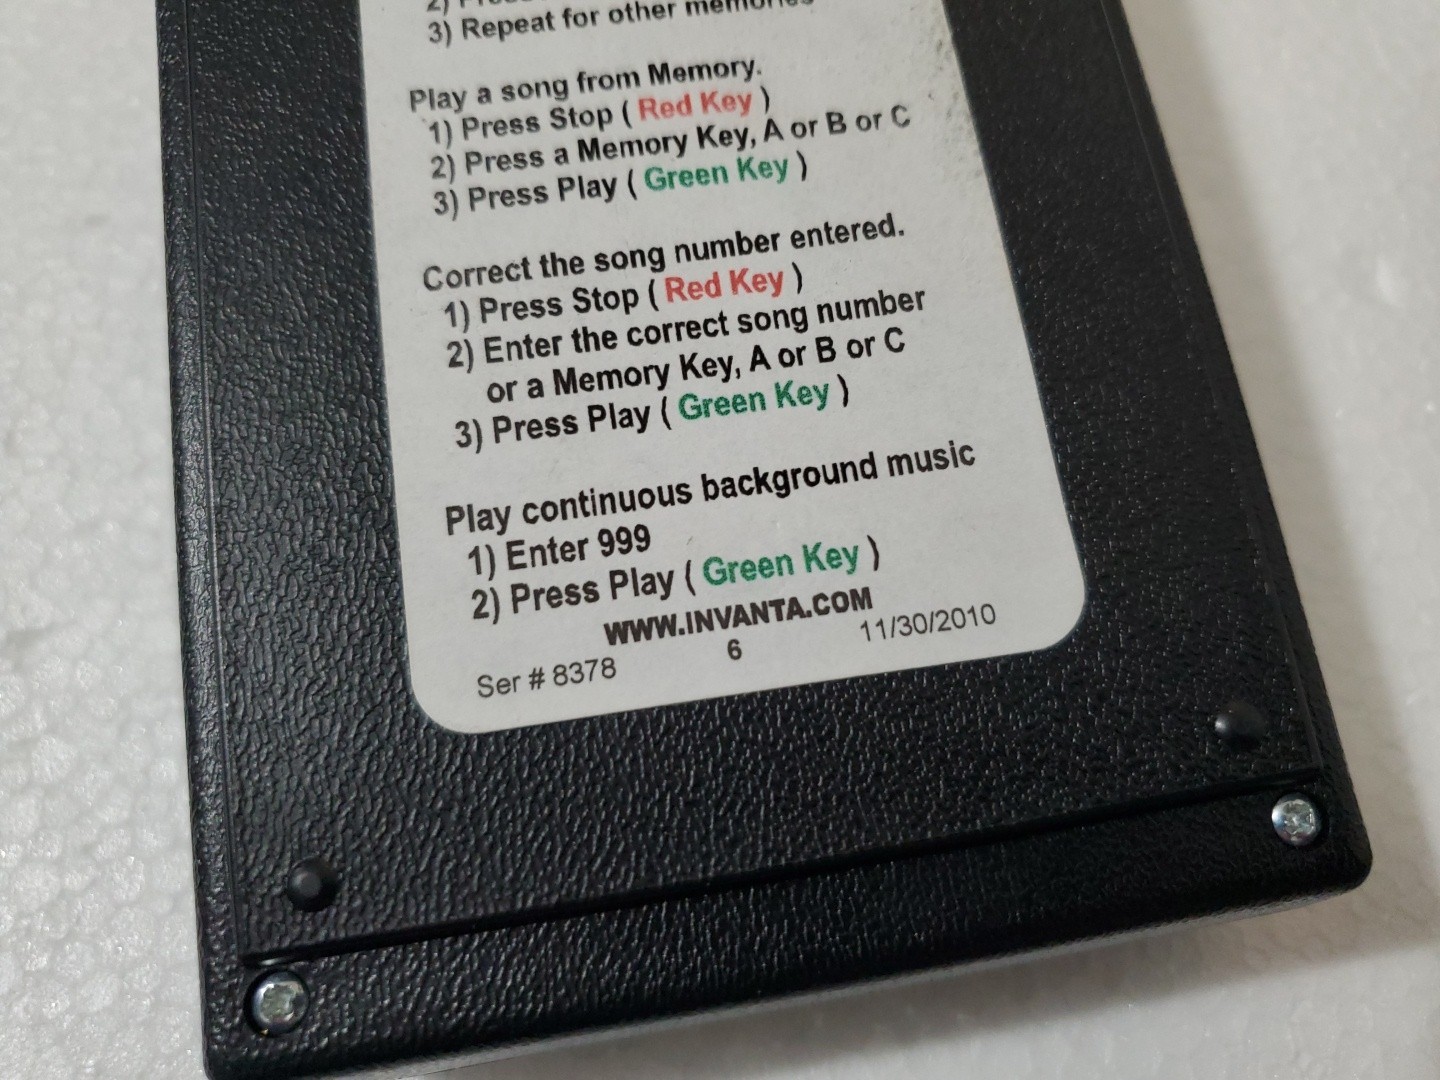 2) Press
3) Repeat for other memories
Play a song from Memory.
1) Press Stop ( Red Key )
2) Press a Memory Key, A or B or C
3) Press Play ( Green Key )
Correct the song number entered.
1) Press Stop ( Red Key )
2) Enter the correct song number
or a Memory Key, A or B or C
3) Press Play ( Green Key )
Play continuous background music
1) Enter 999
2) Press Play ( Green Key )
WWW.INVANTA.COM
Ser # 8378 6 11/30/2010